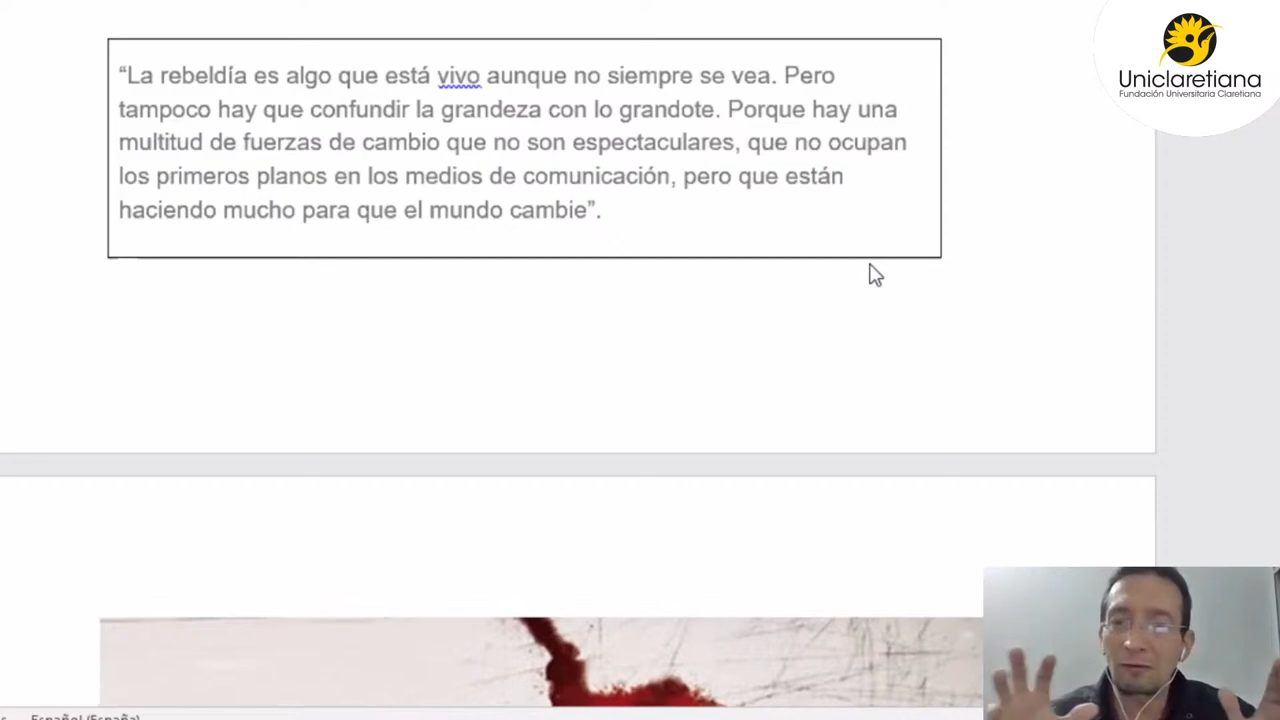 “La rebeldía es algo que está vivo aunque no siempre se vea. Pero
tampoco hay que confundir la grandeza con lo grandote. Porque hay una
multitud de fuerzas de cambio que no son espectaculares, que no ocupan
los primeros planos en los medios de comunicación, pero que están
haciendo mucho para que el mundo cambie”.
Uniclaretiana
Fundación Universitaria Claretiana
Español (España)